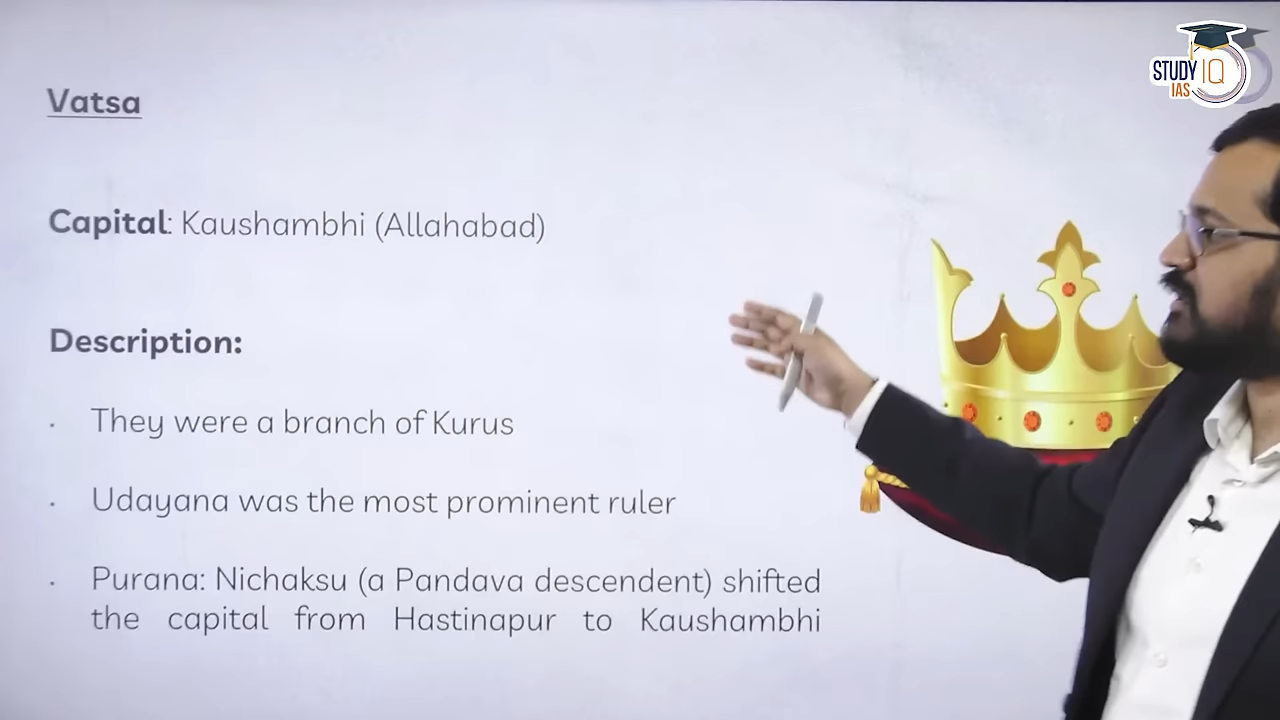 STUDY IQ
IAS
Vatsa
Capital: Kaushambhi (Allahabad)
Description:
· They were a branch of Kurus
· Udayana was the most prominent ruler
· Purana: Nichaksu (a Pandava descendent) shifted
the capital from Hastinapur to Kaushambhi